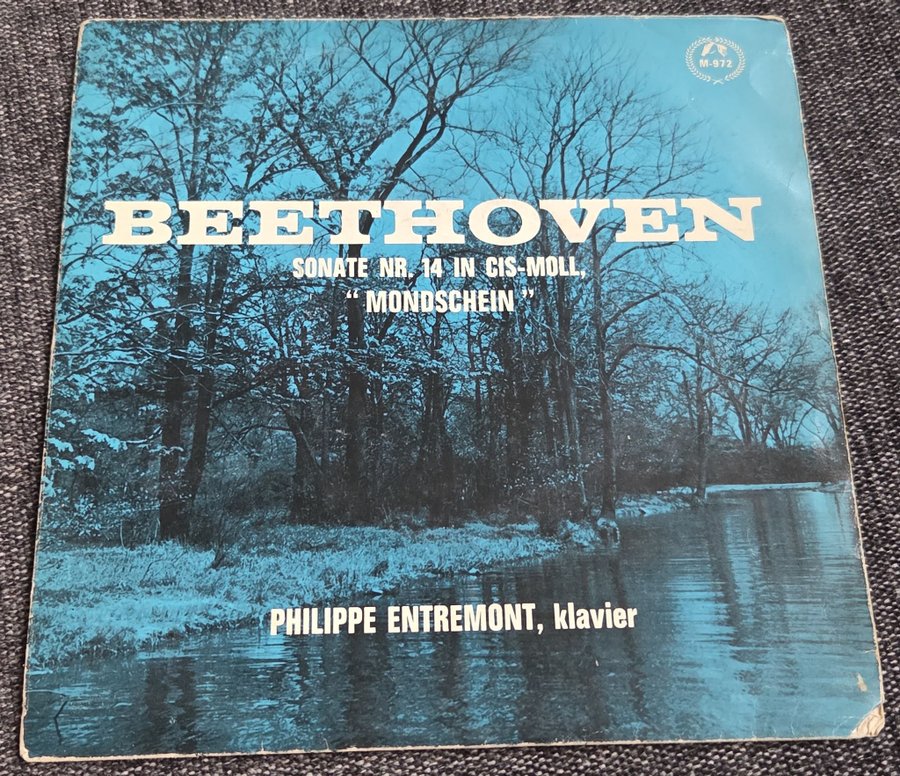 M-972
BEETHOVEN
SONATE NR. 14 IN CIS-MOLL,
“ MONDSCHEIN ”
PHILIPPE ENTREMONT, klavier